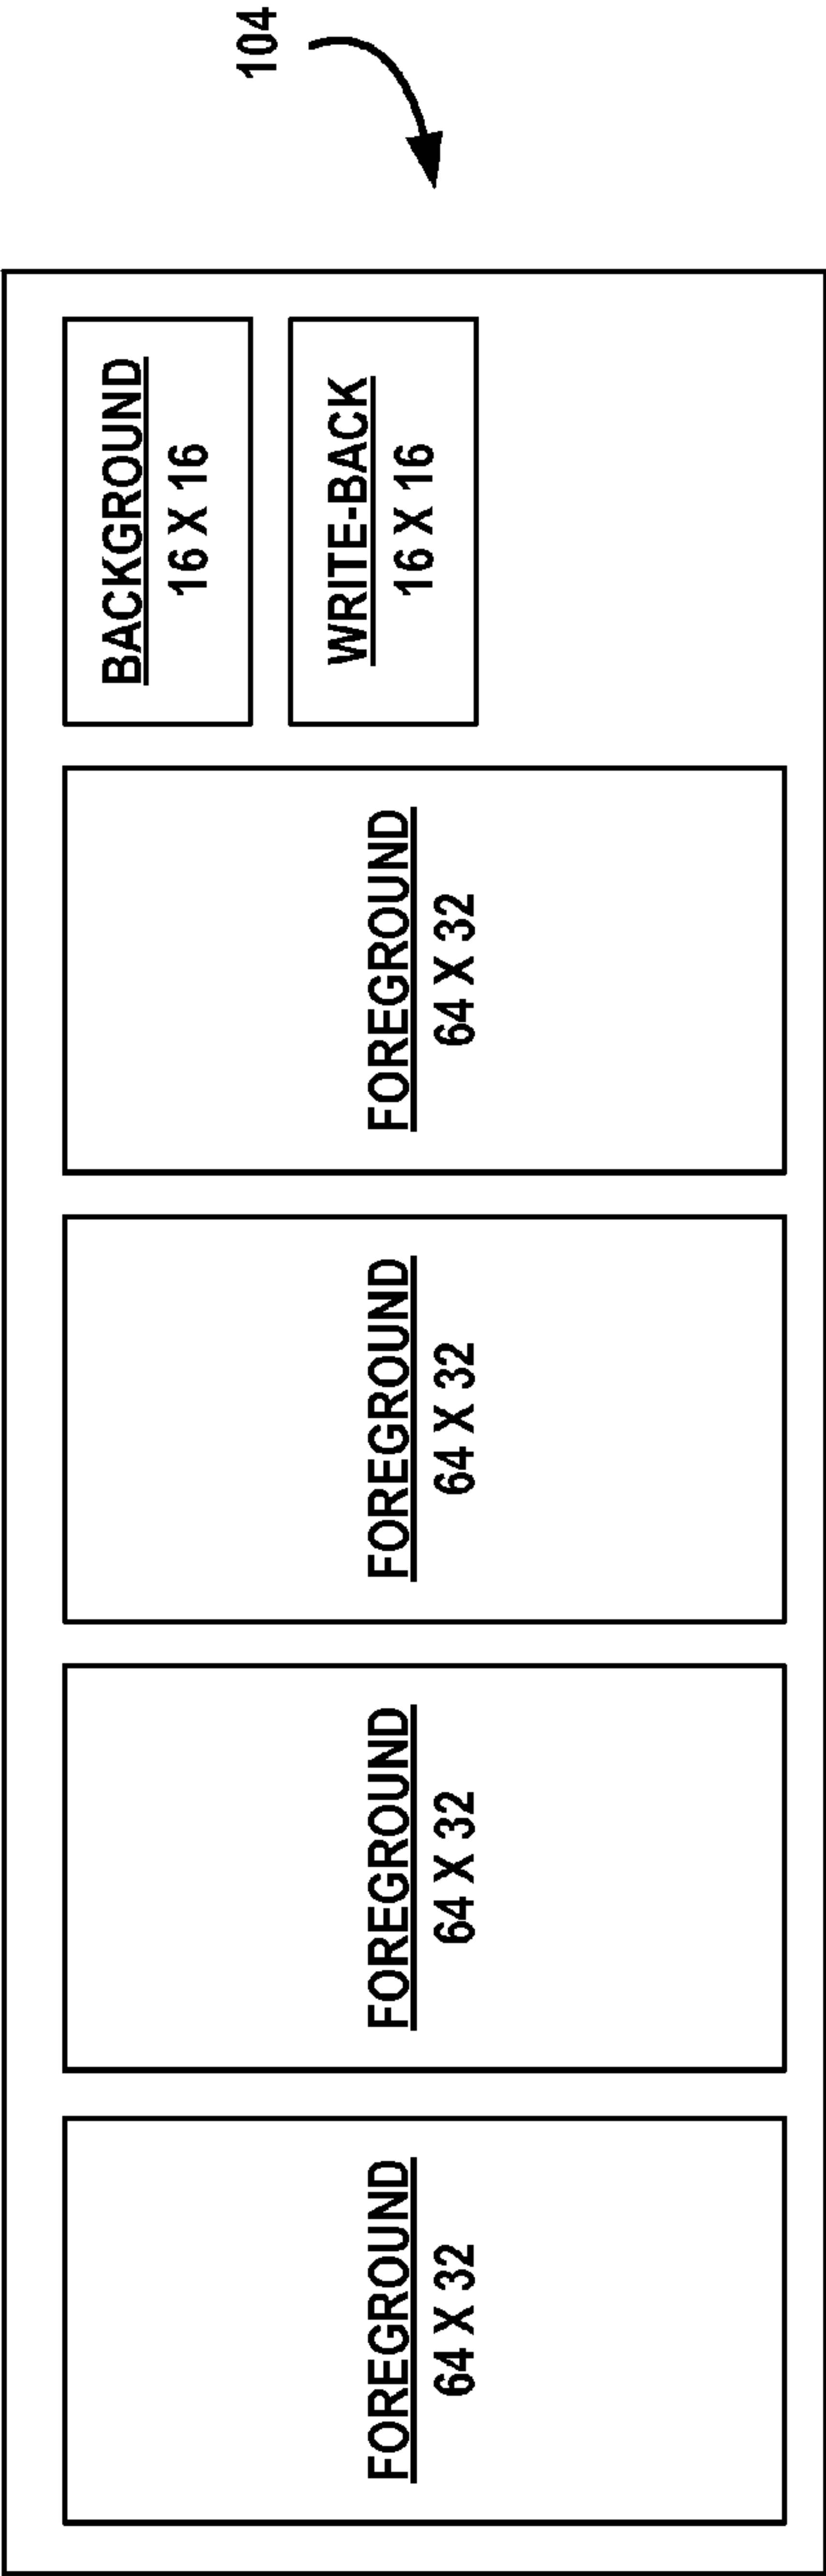 104
FOREGROUND
64 X 32
FOREGROUND
64 X 32
FOREGROUND
64 X 32
FOREGROUND
64 X 32
BACKGROUND
16 X 16
WRITE-BACK
16 X 16